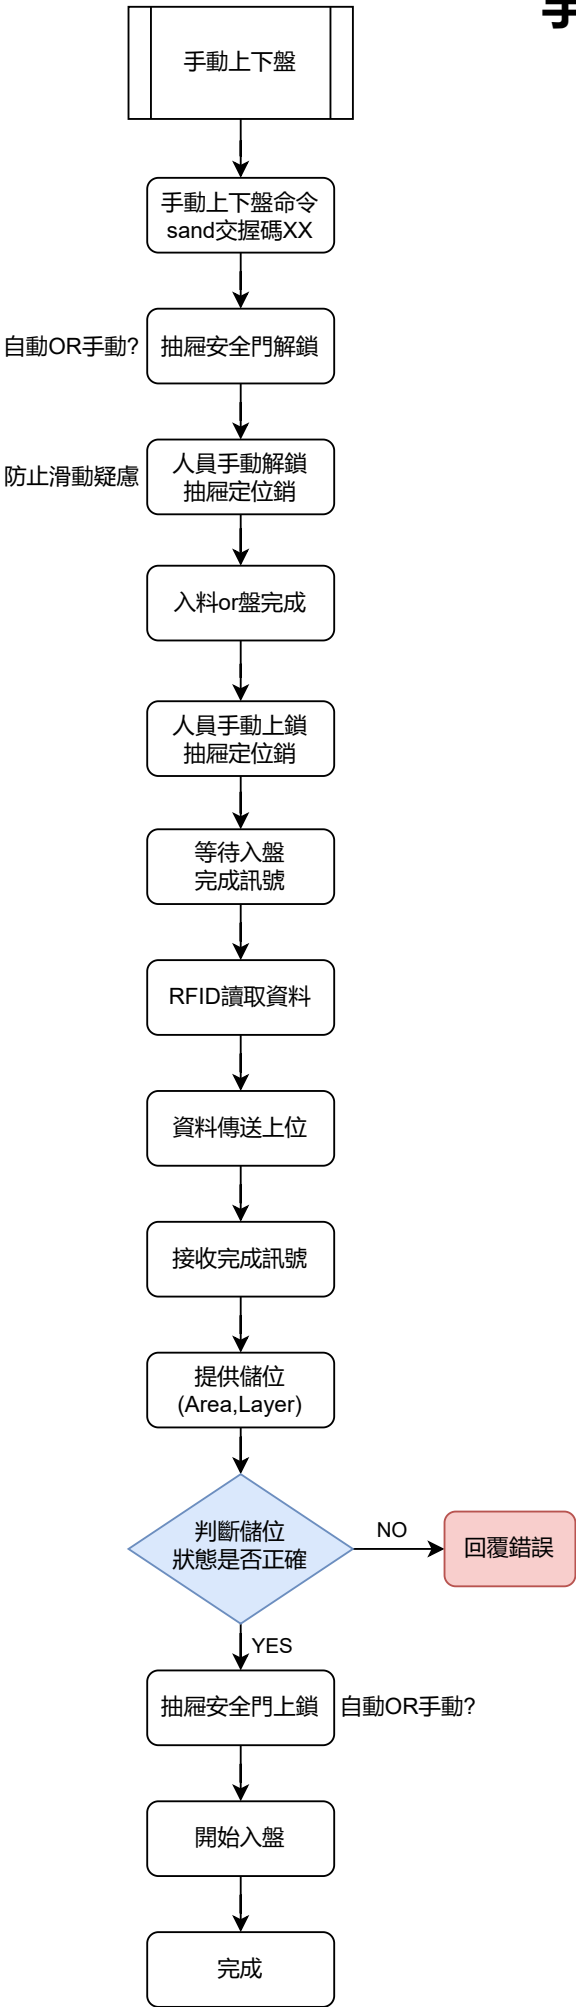 手
手動上下盤
手動上下盤命令
sand交握碼XX
自動OR手動?
抽屜安全門解鎖
防止滑動疑慮
人員手動解鎖
抽屜定位銷
入料or盤完成
人員手動上鎖
抽屜定位銷
等待入盤
完成訊號
RFID讀取資料
資料傳送上位
接收完成訊號
提供儲位
(Area,Layer)
判斷儲位
狀態是否正確
NO
回覆錯誤
YES
抽屜安全門上鎖
自動OR手動?
開始入盤
完成